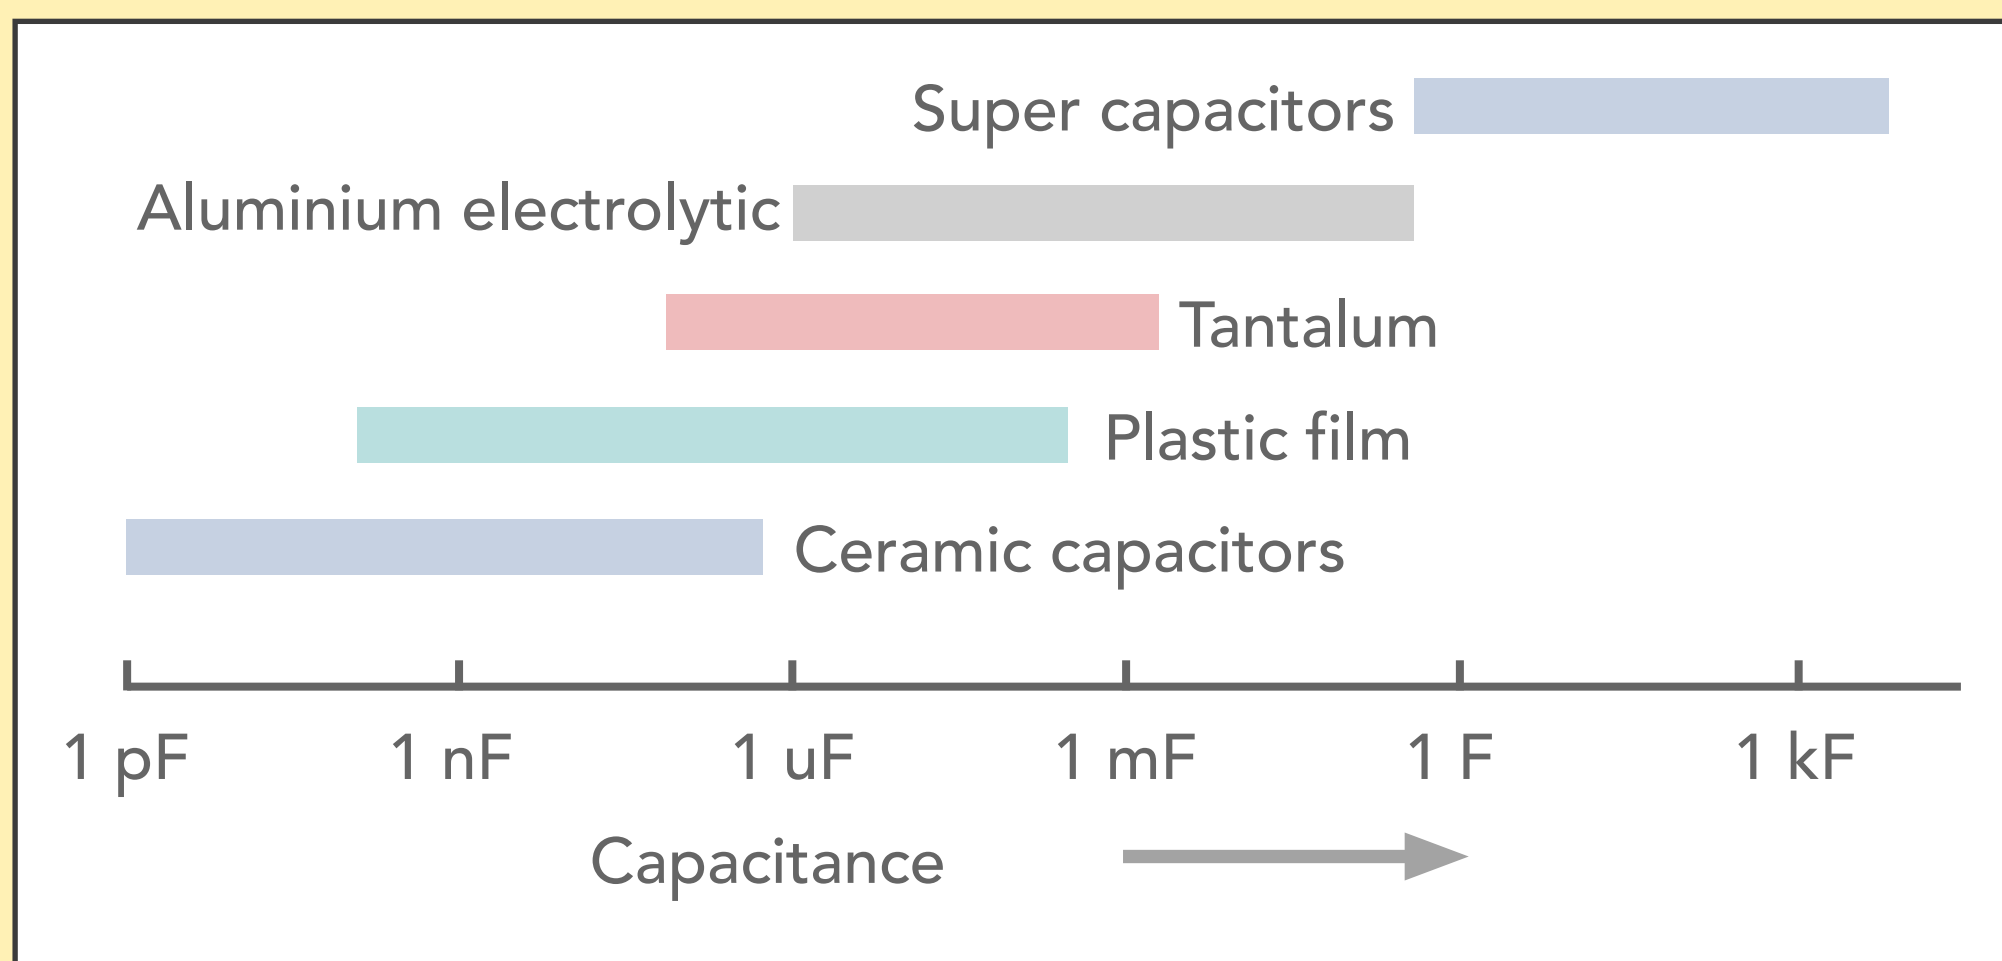 Super capacitors
Aluminium electrolytic
Tantalum
Plastic film
Ceramic capacitors
1 pF 1 nF 1 uF 1 mF 1 F 1 kF
Capacitance